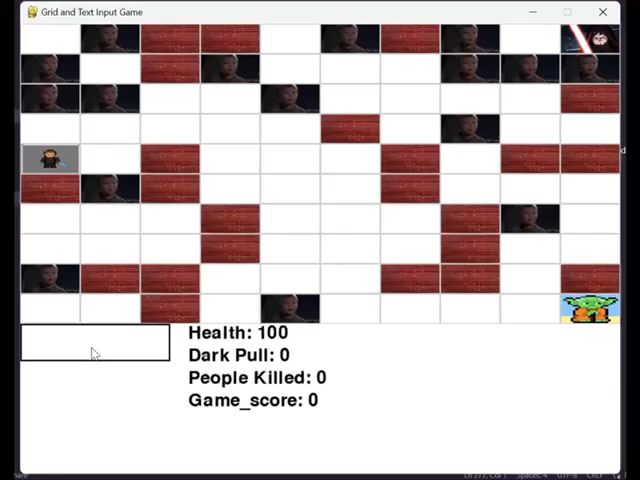 Grid and Text Input Game
Health: 100
Dark Pull: 0
People Killed: 0
Game_score: 0